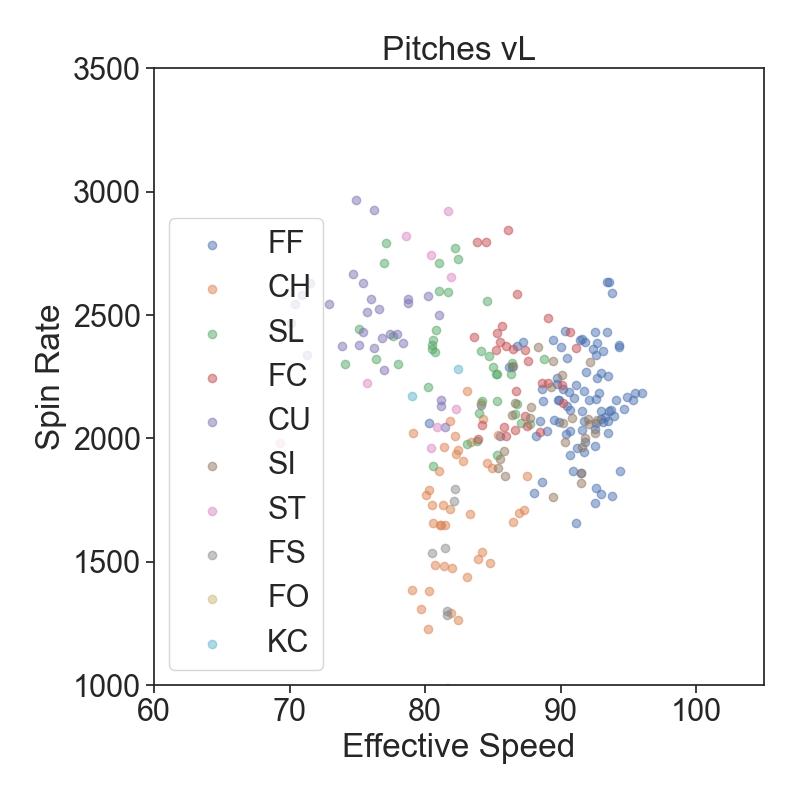 Pitches vL
3500
3000
2500
2000
1500
1000
Spin Rate
FF
CH
SL
FC
CU
SI
ST
FS
FO
KC
60 70 80 90 100
Effective Speed